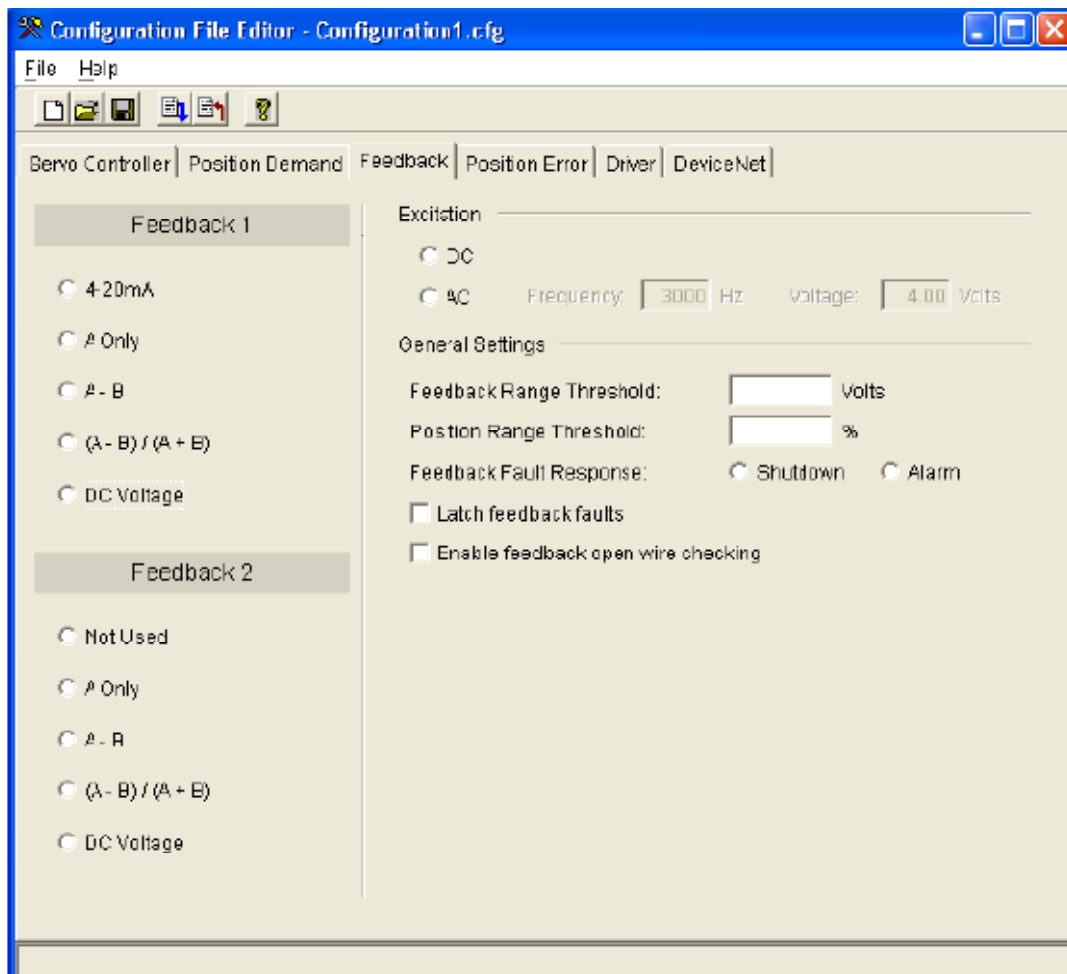 Configuration File Editor - Configuration1.cfg
File Help
Servo Controller Position Demand Feedback Position Error Driver DeviceNet
Feedback 1
4-20mA
A Only
A - B
(A - B) / (A + B)
DC Voltage
Feedback 2
Not Used
A Only
A - B
(A - B) / (A + B)
DC Voltage
Excitation
DC
AC Frequency: 3000 Hz Voltage: 4.00 Volts
General Settings
Feedback Range Threshold: Volts
Postion Range Threshold: %
Feedback Fault Response: Shutdown Alarm
Latch feedback faults
Enable feedback open wire checking